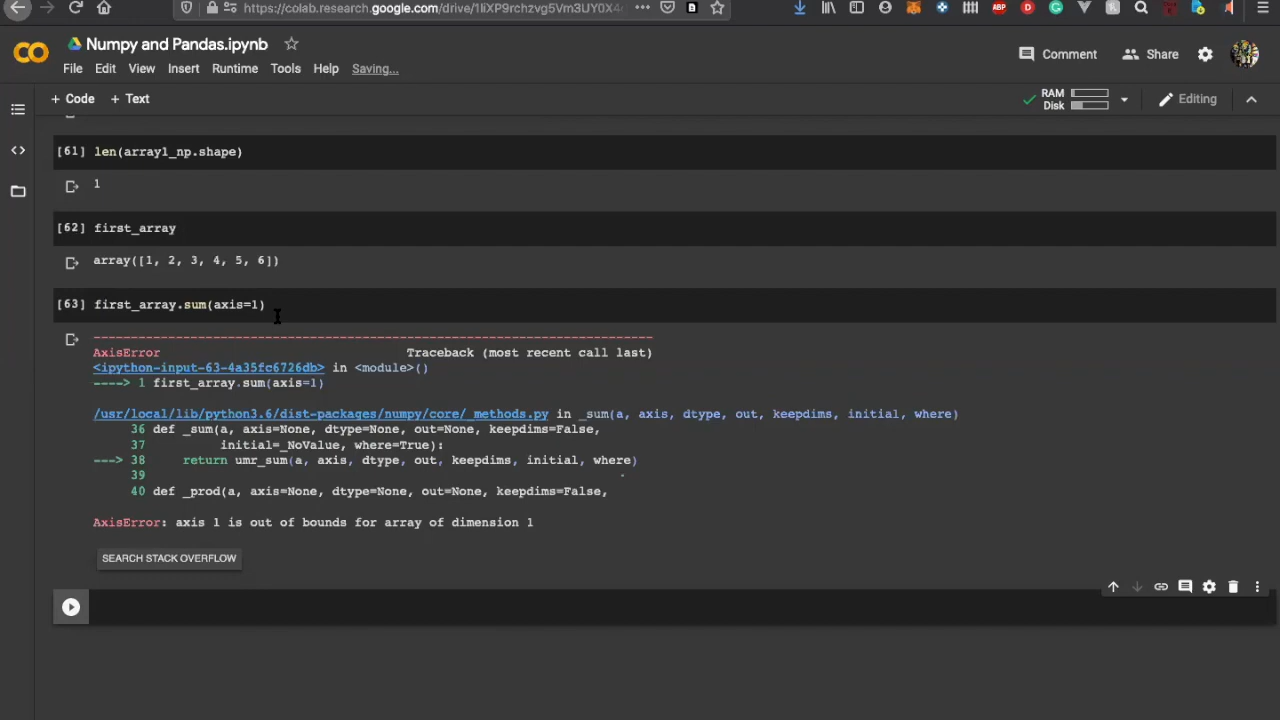 https://colab.research.google.com/drive/1liXP9rchzvg5Vm3UY0X4
ABP
CO
Numpy and Pandas.ipynb
Comment
Share
File Edit View Insert Runtime Tools Help Saving...
+ Code + Text
RAM
Disk
Editing
[61] len(array1_np.shape)
1
[62] first_array
array([1, 2, 3, 4, 5, 6])
[63] first_array.sum(axis=1)
---------------------------------------------------------------------------
AxisError Traceback (most recent call last)
<ipython-input-63-4a35fc6726db> in <module>()
----> 1 first_array.sum(axis=1)
/usr/local/lib/python3.6/dist-packages/numpy/core/_methods.py in _sum(a, axis, dtype, out, keepdims, initial, where)
36 def _sum(a, axis=None, dtype=None, out=None, keepdims=False,
37 initial=_NoValue, where=True):
---> 38 return umr_sum(a, axis, dtype, out, keepdims, initial, where)
39
40 def _prod(a, axis=None, dtype=None, out=None, keepdims=False,
AxisError: axis 1 is out of bounds for array of dimension 1
SEARCH STACK OVERFLOW